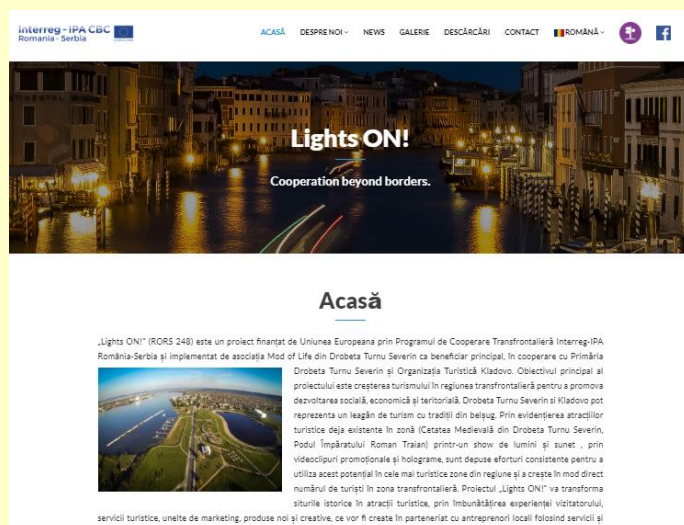 Interreg - IPA CBC
Romania - Serbia
ACASĂ DESPRE NOI NEWS GALERIE DESCĂRCĂRI CONTACT ROMÂNĂ
Lights ON!
Cooperation beyond borders.
Acasă
„Lights ON!” (RORS 248) este un proiect finanțat de Uniunea Europeana prin Programul de Cooperare Transfrontalieră Interreg-IPA
România-Serbia și implementat de asociația Mod of Life din Drobeta Turnu Severin ca beneficiar principal, în cooperare cu Primăria
Drobeta Turnu Severin și Organizația Turistică Kladovo. Obiectivul principal al
proiectului este creșterea turismului în regiunea transfrontalieră pentru a promova
dezvoltarea socială, economică și teritorială. Drobeta Turnu Severin si Kladovo pot
reprezenta un leagăn de turism cu tradiții din belșug. Prin evidențierea atracțiilor
turistice deja existente în zonă (Cetatea Medievală din Drobeta Turnu Severin,
Podul Împăratului Roman Traian) printr-un show de lumini și sunet , prin
videoclipuri promoționale și holograme, sunt depuse eforturi consistente pentru a
utiliza acest potențial în cele mai turistice zone din regiune și a crește în mod direct
numărul de turiști în zona transfrontalieră. Proiectul „Lights ON!” va transforma
siturile istorice în atracții turistice, prin îmbunătățirea experienței vizitatorului,
servicii turistice, unelte de marketing, produse noi și creative, ce vor fi create în parteneriat cu antreprenori locali folosind servicii și